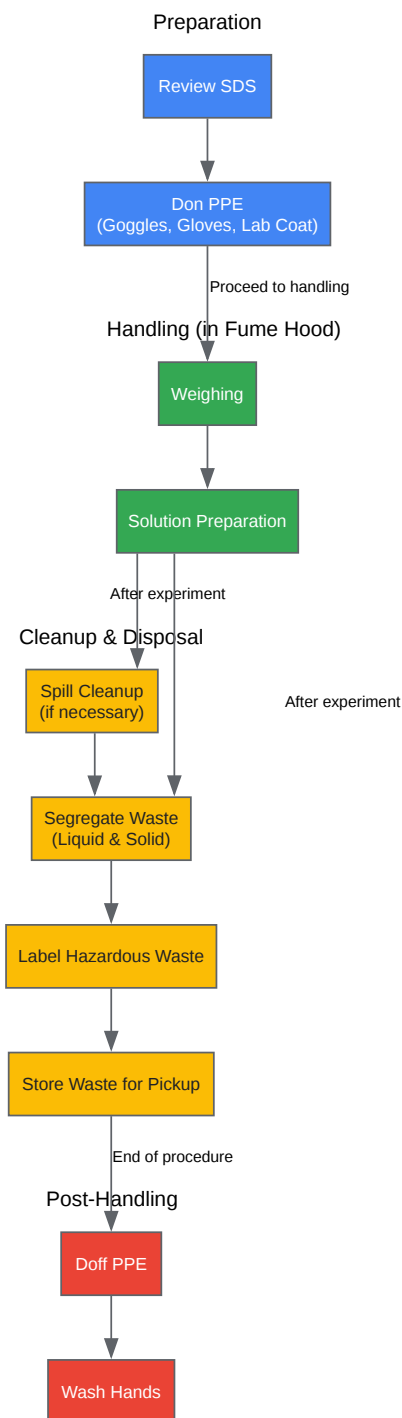 Preparation
Review SDS
Don PPE
(Goggles, Gloves, Lab Coat)
Proceed to handling
Handling (in Fume Hood)
Weighing
Solution Preparation
After experiment
Cleanup & Disposal
Spill Cleanup
(if necessary)
After experiment
Segregate Waste
(Liquid & Solid)
Label Hazardous Waste
Store Waste for Pickup
End of procedure
Post-Handling
Doff PPE
Wash Hands